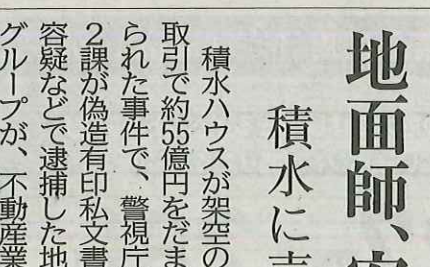 地面師、
積水に
積水ハウスが架空の
取引で約55億円をだま
られた事件で、警視庁
2課が偽造有印私文書
容疑などで逮捕した地
グループが、不動産業